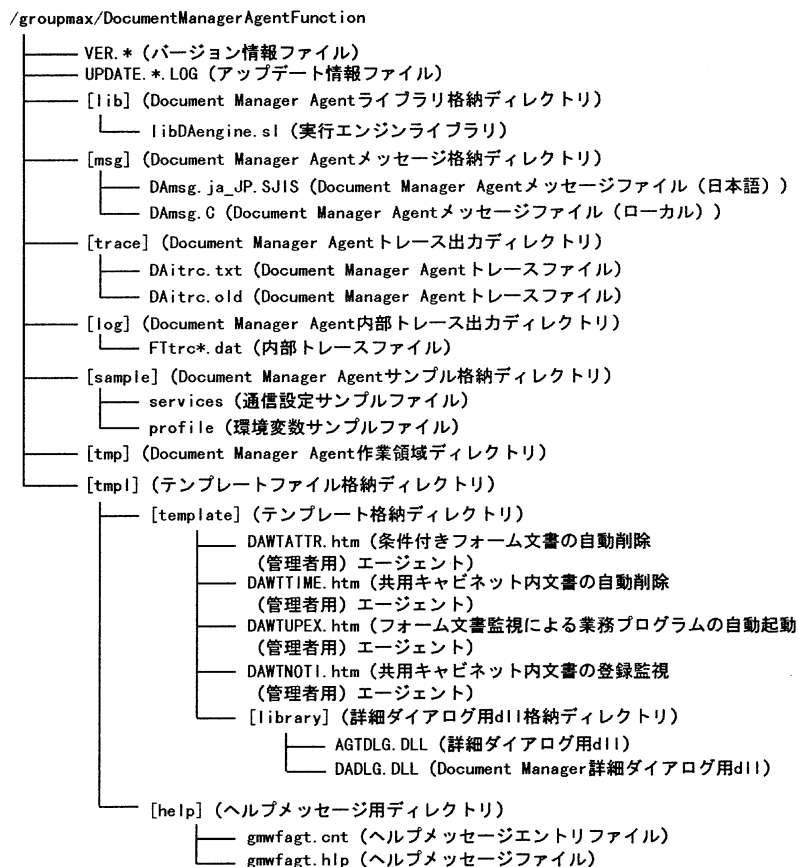 /groupmax/DocumentManagerAgentFunction
VER.*（バージョン情報ファイル）
UPDATE.*.LOG（アップデート情報ファイル）
[lib]（Document Manager Agentライブラリ格納ディレクトリ）
libDAengine.sl（実行エンジンライブラリ）
[msg]（Document Manager Agentメッセージ格納ディレクトリ）
DAmsg.ja_JP.SJIS（Document Manager Agentメッセージファイル（日本語））
DAmsg.C（Document Manager Agentメッセージファイル（ローカル））
[trace]（Document Manager Agentトレース出力ディレクトリ）
DAitrc.txt（Document Manager Agentトレースファイル）
DAitrc.old（Document Manager Agentトレースファイル）
[log]（Document Manager Agent内部トレース出力ディレクトリ）
FTtrc*.dat（内部トレースファイル）
[sample]（Document Manager Agentサンプル格納ディレクトリ）
services（通信設定サンプルファイル）
profile（環境変数サンプルファイル）
[tmp]（Document Manager Agent作業領域ディレクトリ）
[tmpl]（テンプレートファイル格納ディレクトリ）
[template]（テンプレート格納ディレクトリ）
DAWTATTR.htm（条件付きフォーム文書の自動削除
（管理者用）エージェント）
DAWTTIME.htm（共用キャビネット内文書の自動削除
（管理者用）エージェント）
DAWTUPEX.htm（フォーム文書監視による業務プログラムの自動起動
（管理者用）エージェント）
DAWTNOTI.htm（共用キャビネット内文書の登録監視
（管理者用）エージェント）
[library]（詳細ダイアログ用dll格納ディレクトリ）
AGTDLG.DLL（詳細ダイアログ用dll）
DADLG.DLL（Document Manager詳細ダイアログ用dll）
[help]（ヘルプメッセージ用ディレクトリ）
gmwfagt.cnt（ヘルプメッセージエントリファイル）
gmwfagt.hlp（ヘルプメッセージファイル）